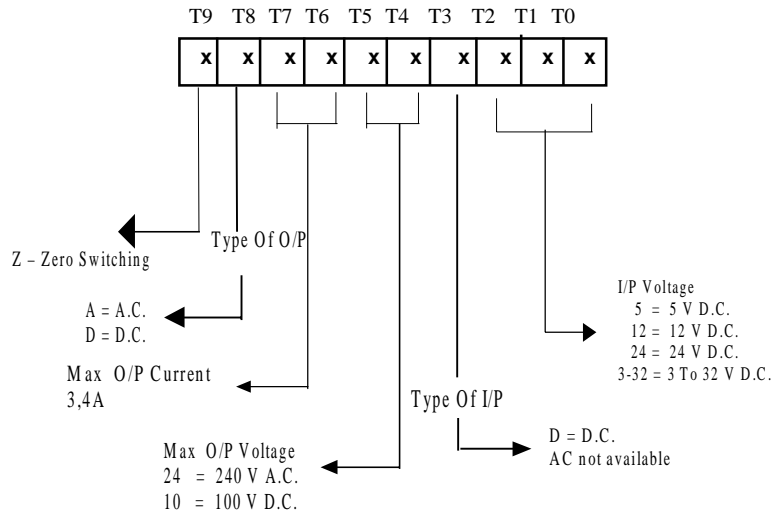 T9 T8 T7 T6 T5 T4 T3 T2 T1 T0
x x x x x x x x x x
Type Of O/P
Z – Zero Switching
A = A.C.
D = D.C.
Max O/P Current
3,4A
Max O/P Voltage
24 = 240 V A.C.
10 = 100 V D.C.
Type Of I/P
D = D.C.
AC not available
I/P Voltage
5 = 5 V D.C.
12 = 12 V D.C.
24 = 24 V D.C.
3-32 = 3 To 32 V D.C.